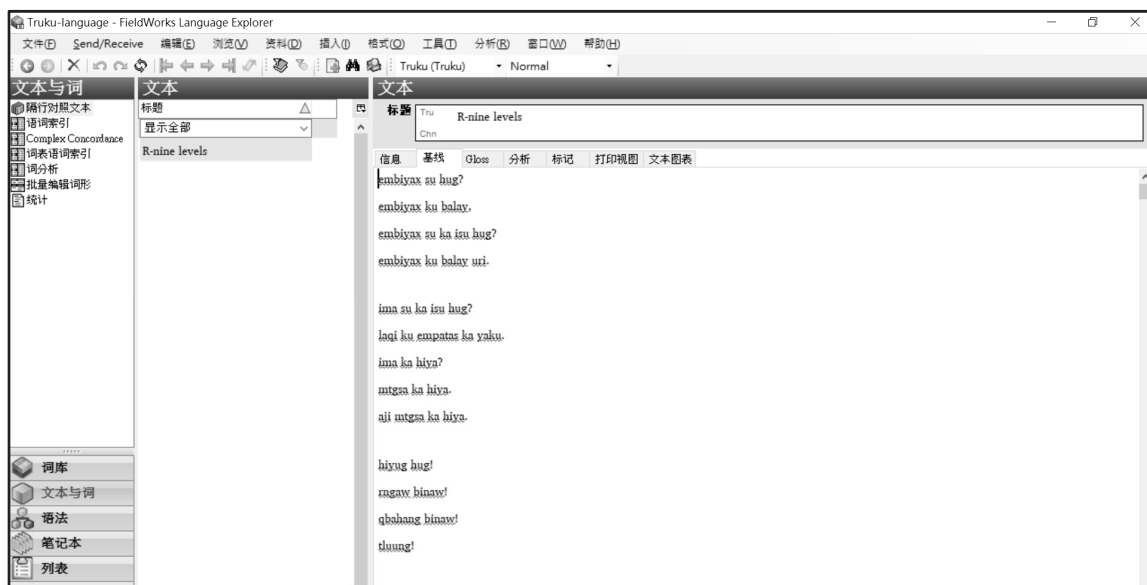 Truku-language - FieldWorks Language Explorer
文件(F) Send/Receive 编辑(E) 浏览(V) 资料(D) 插入(I) 格式(O) 工具(T) 分析(R) 窗口(W) 帮助(H)
Truku (Truku) Normal
文本与词
隔行对照文本
语词索引
Complex Concordance
词表语词索引
词分析
批量编辑词形
统计
词库
文本与词
语法
笔记本
列表
文本
标题
显示全部
R-nine levels
文本
标题 Tru R-nine levels
Chn
信息 基线 Gloss 分析 标记 打印视图 文本图表
embiyax su hug?
embiyax ku balay,
embiyax su ka isu hug?
embiyax ku balay uri.
ima su ka isu hug?
laqi ku empatas ka yaku.
ima ka hiya?
mtgsa ka hiya.
aji mtgsa ka hiya.
hiyug hug!
rngaw binaw!
qbahang binaw!
tluung!